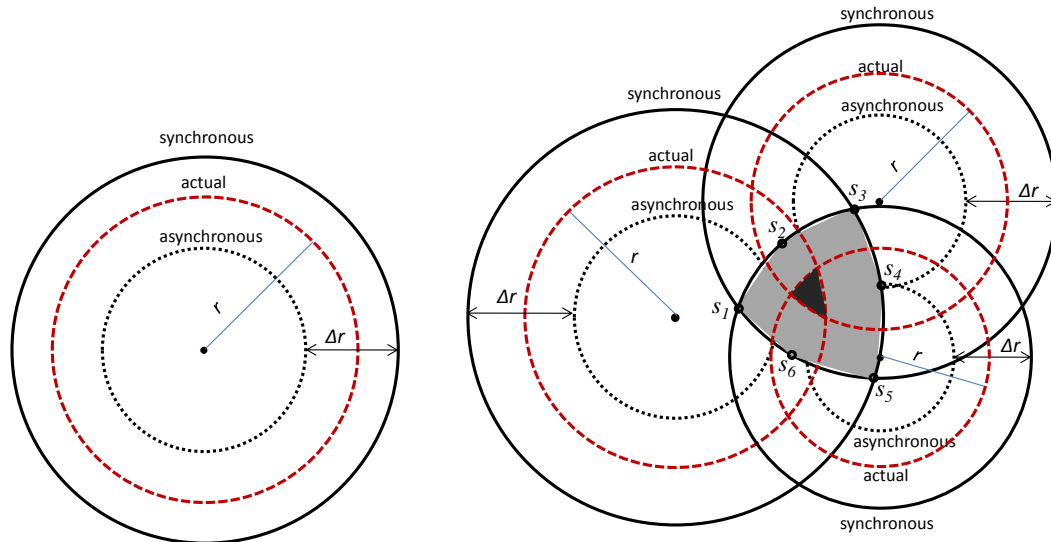 synchronous
actual
asynchronous
r
Δr
synchronous
actual
asynchronous
r
Δr
synchronous
actual
asynchronous
r
Δr
s3
s2
s4
s1
s6
s5
r
Δr
asynchronous
actual
synchronous